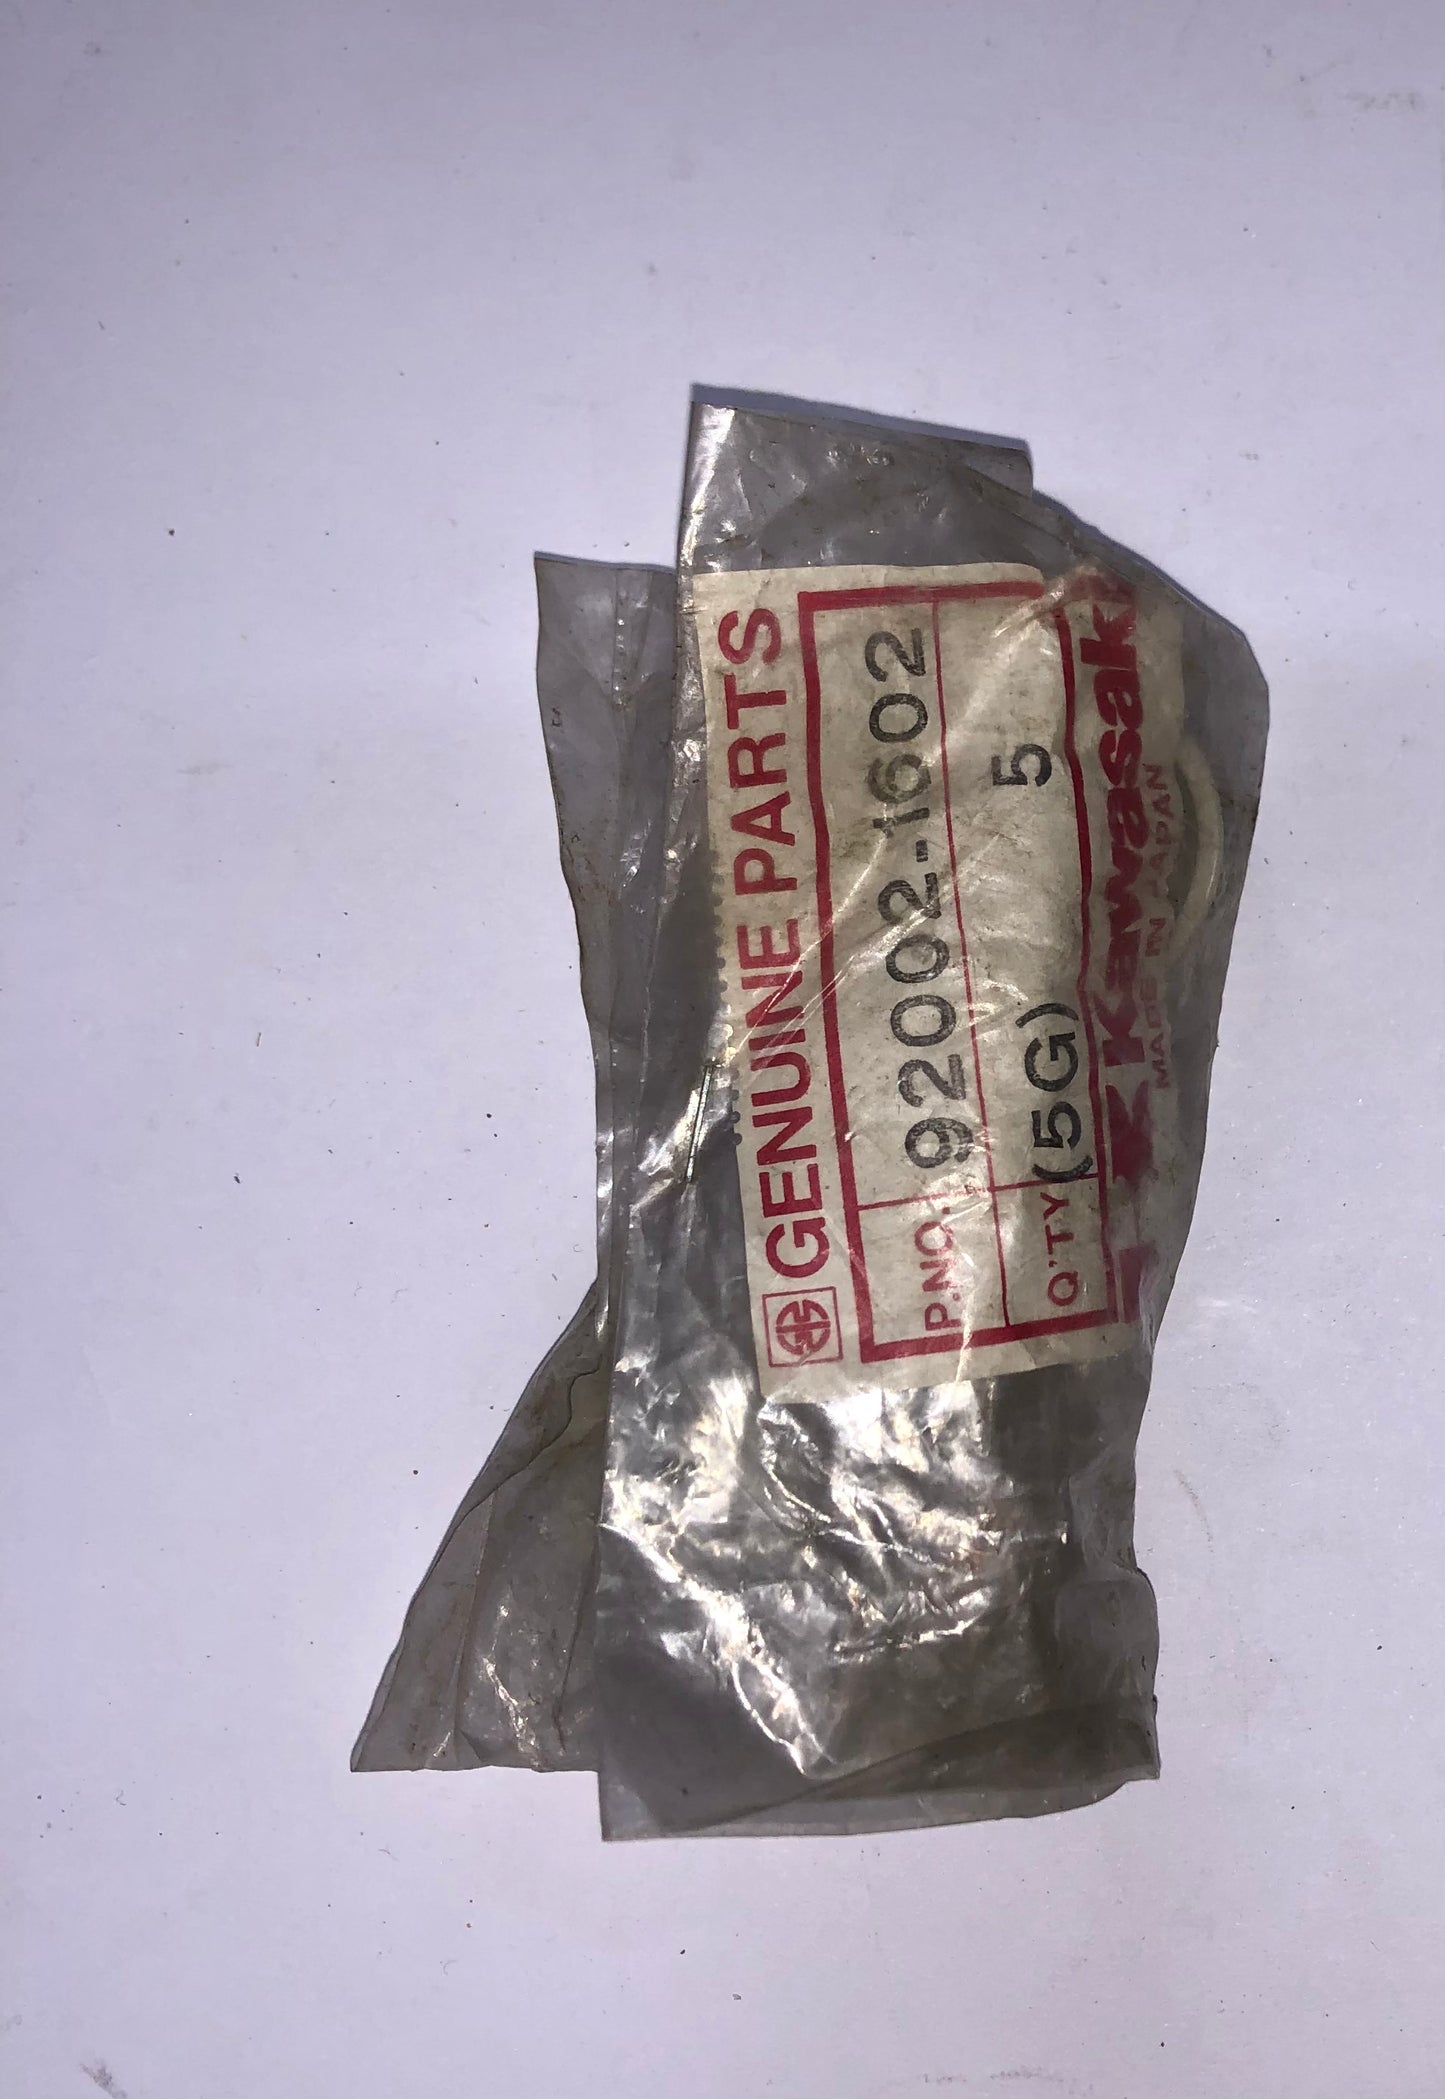 GENUINE PARTS
P.NO. 92002-1602
5
Q'TY (5G)
Kawasaki
MADE IN JAPAN